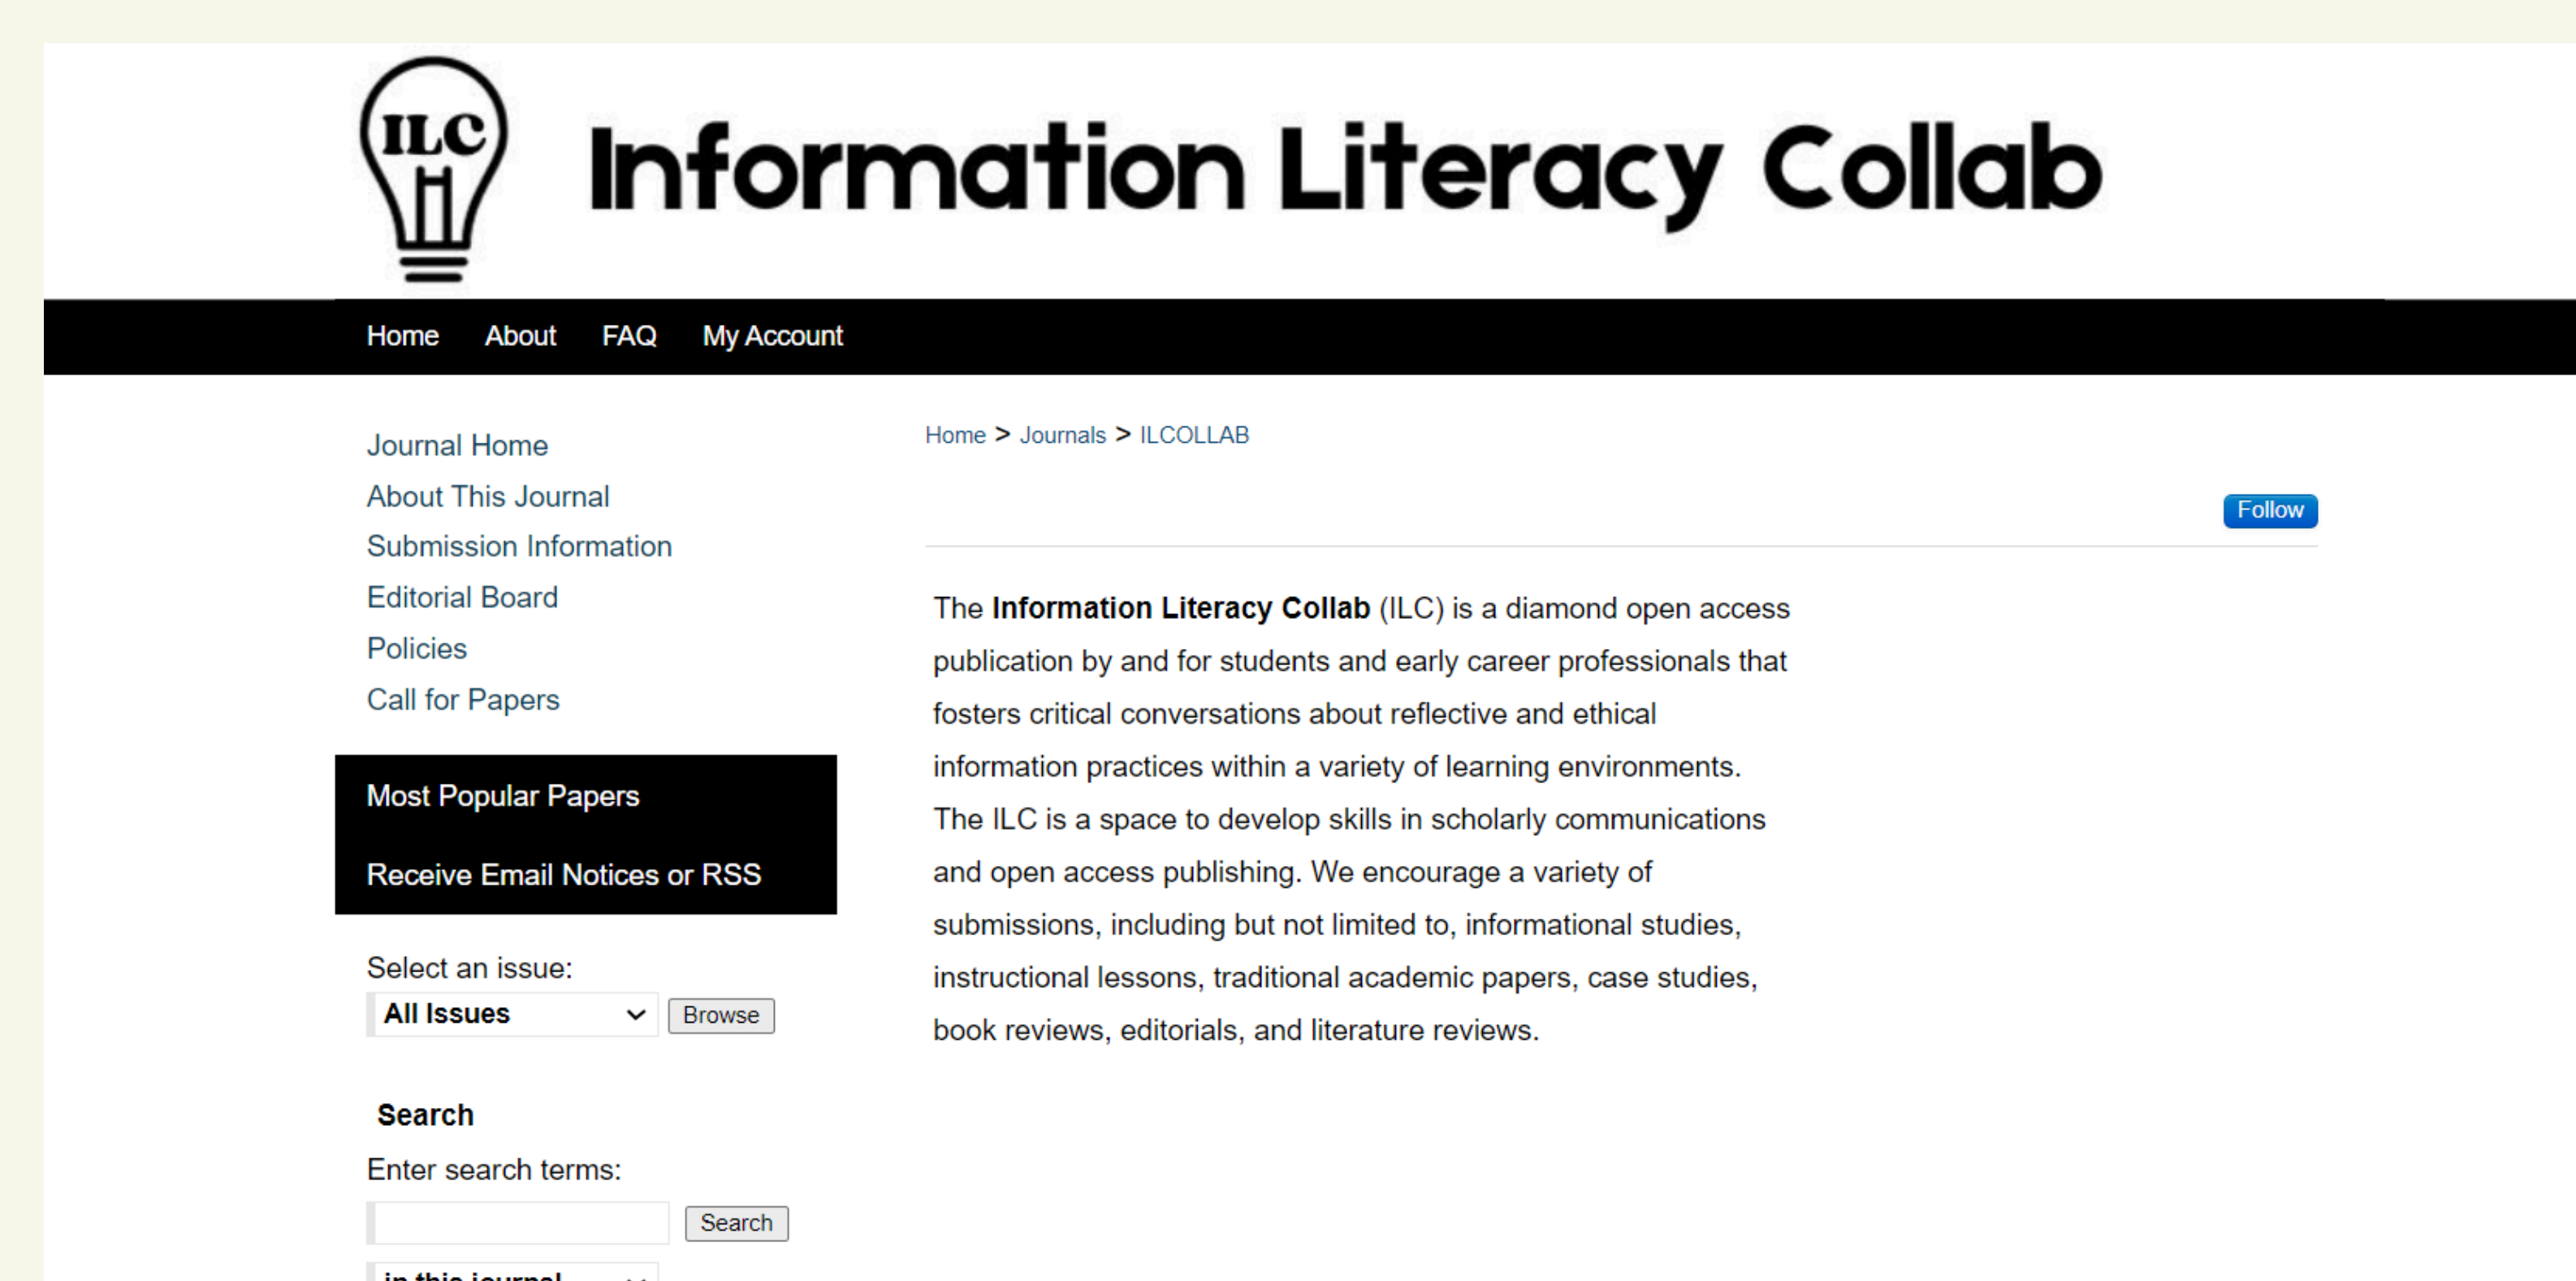 ILC
Information Literacy Collab
Home About FAQ My Account
Journal Home
About This Journal
Submission Information
Editorial Board
Policies
Call for Papers
Most Popular Papers
Receive Email Notices or RSS
Select an issue:
All Issues Browse
Search
Enter search terms:
Search
in this journal
Home > Journals > ILCOLLAB
Follow
The Information Literacy Collab (ILC) is a diamond open access
publication by and for students and early career professionals that
fosters critical conversations about reflective and ethical
information practices within a variety of learning environments.
The ILC is a space to develop skills in scholarly communications
and open access publishing. We encourage a variety of
submissions, including but not limited to, informational studies,
instructional lessons, traditional academic papers, case studies,
book reviews, editorials, and literature reviews.